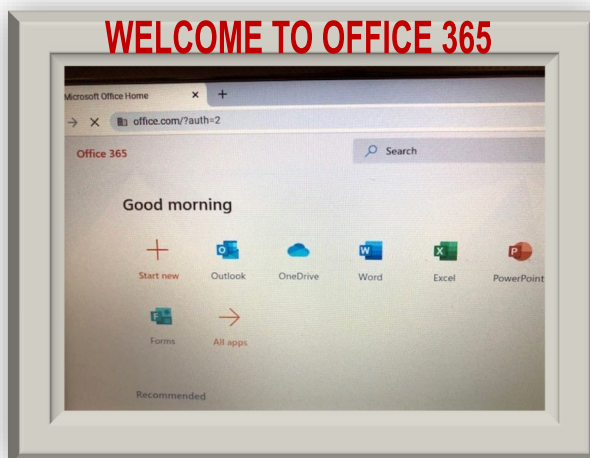 WELCOME TO OFFICE 365
Microsoft Office Home × +
office.com/?auth=2
Office 365 Search
Good morning
Start new Outlook OneDrive Word Excel PowerPoint
Forms All apps
Recommended